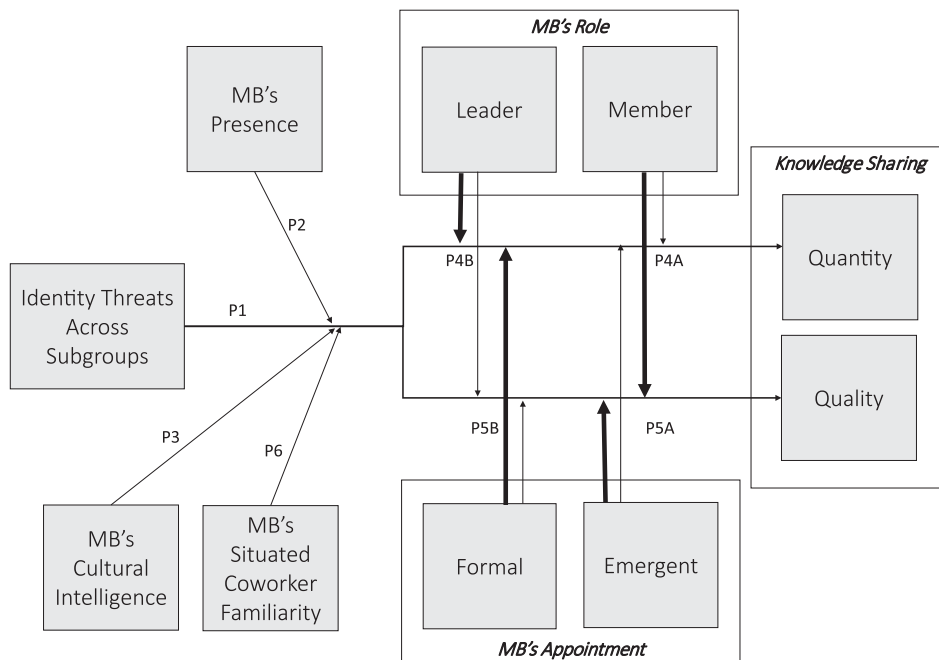 MB's Role
Leader
Member
MB's
Presence
Knowledge Sharing
P2
P4B
P4A
Quantity
Identity Threats
Across
Subgroups
P1
Quality
P3
P6
P5B
P5A
MB's
Cultural
Intelligence
MB's
Situated
Coworker
Familiarity
Formal
Emergent
MB's Appointment